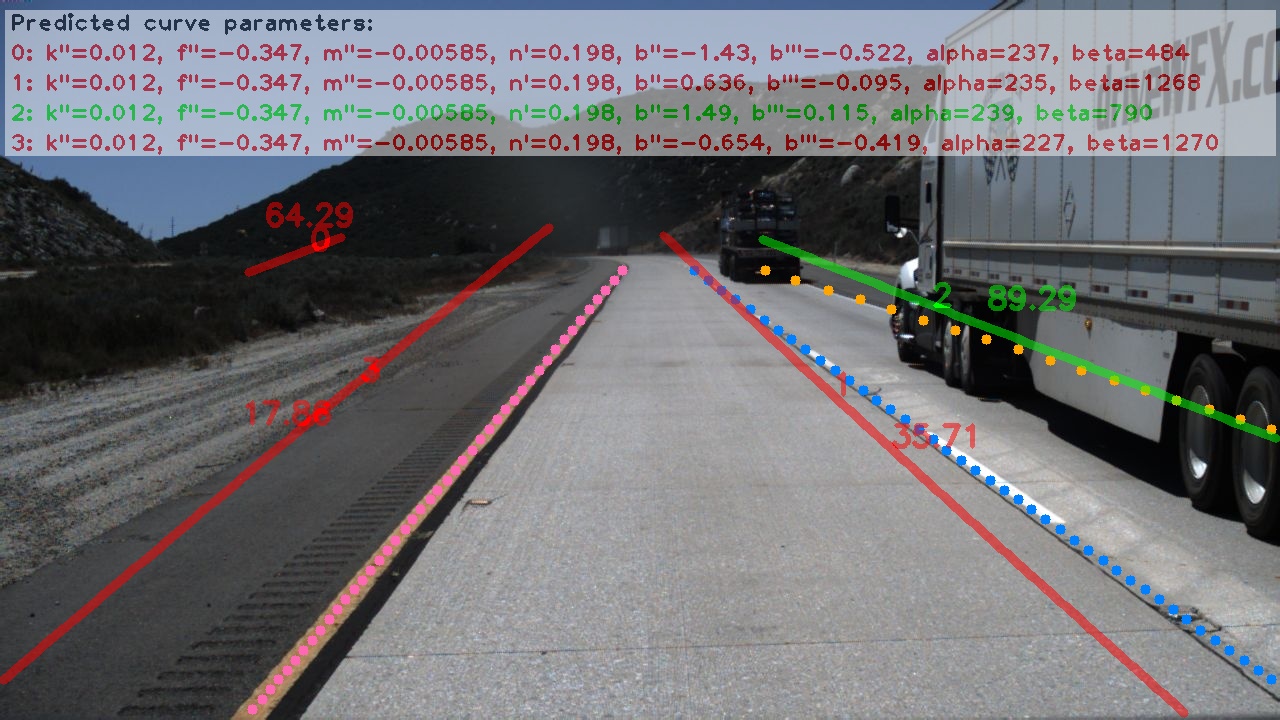 Predicted curve parameters:
0: k''=0.012, f''=-0.347, m''=-0.00585, n'=0.198, b''=-1.43, b'''=-0.522, alpha=237, beta=484
1: k''=0.012, f''=-0.347, m''=-0.00585, n'=0.198, b''=0.636, b'''=-0.095, alpha=235, beta=1268
2: k''=0.012, f''=-0.347, m''=-0.00585, n'=0.198, b''=1.49, b'''=0.115, alpha=239, beta=790
3: k''=0.012, f''=-0.347, m''=-0.00585, n'=0.198, b''=-0.654, b'''=-0.419, alpha=227, beta=1270
64.29
0
2 89.29
3
1
17.86
35.71